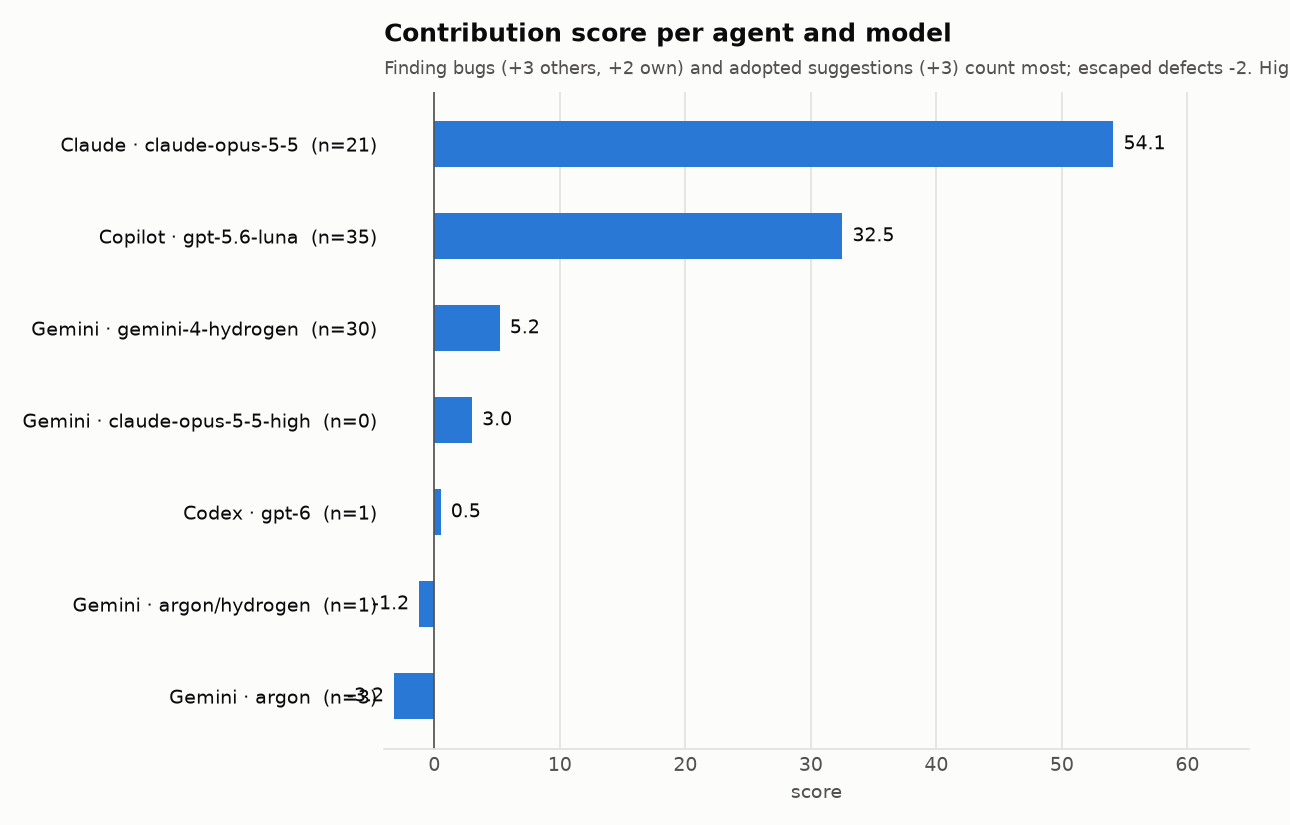 Contribution score per agent and model
Finding bugs (+3 others, +2 own) and adopted suggestions (+3) count most; escaped defects -2. Hig
Claude · claude-opus-5-5 (n=21)
54.1
Copilot · gpt-5.6-luna (n=35)
32.5
Gemini · gemini-4-hydrogen (n=30)
5.2
Gemini · claude-opus-5-5-high (n=0)
3.0
Codex · gpt-6 (n=1)
0.5
Gemini · argon/hydrogen (n=1)
-1.2
Gemini · argon (n=3)
-3.2
0 10 20 30 40 50 60
score